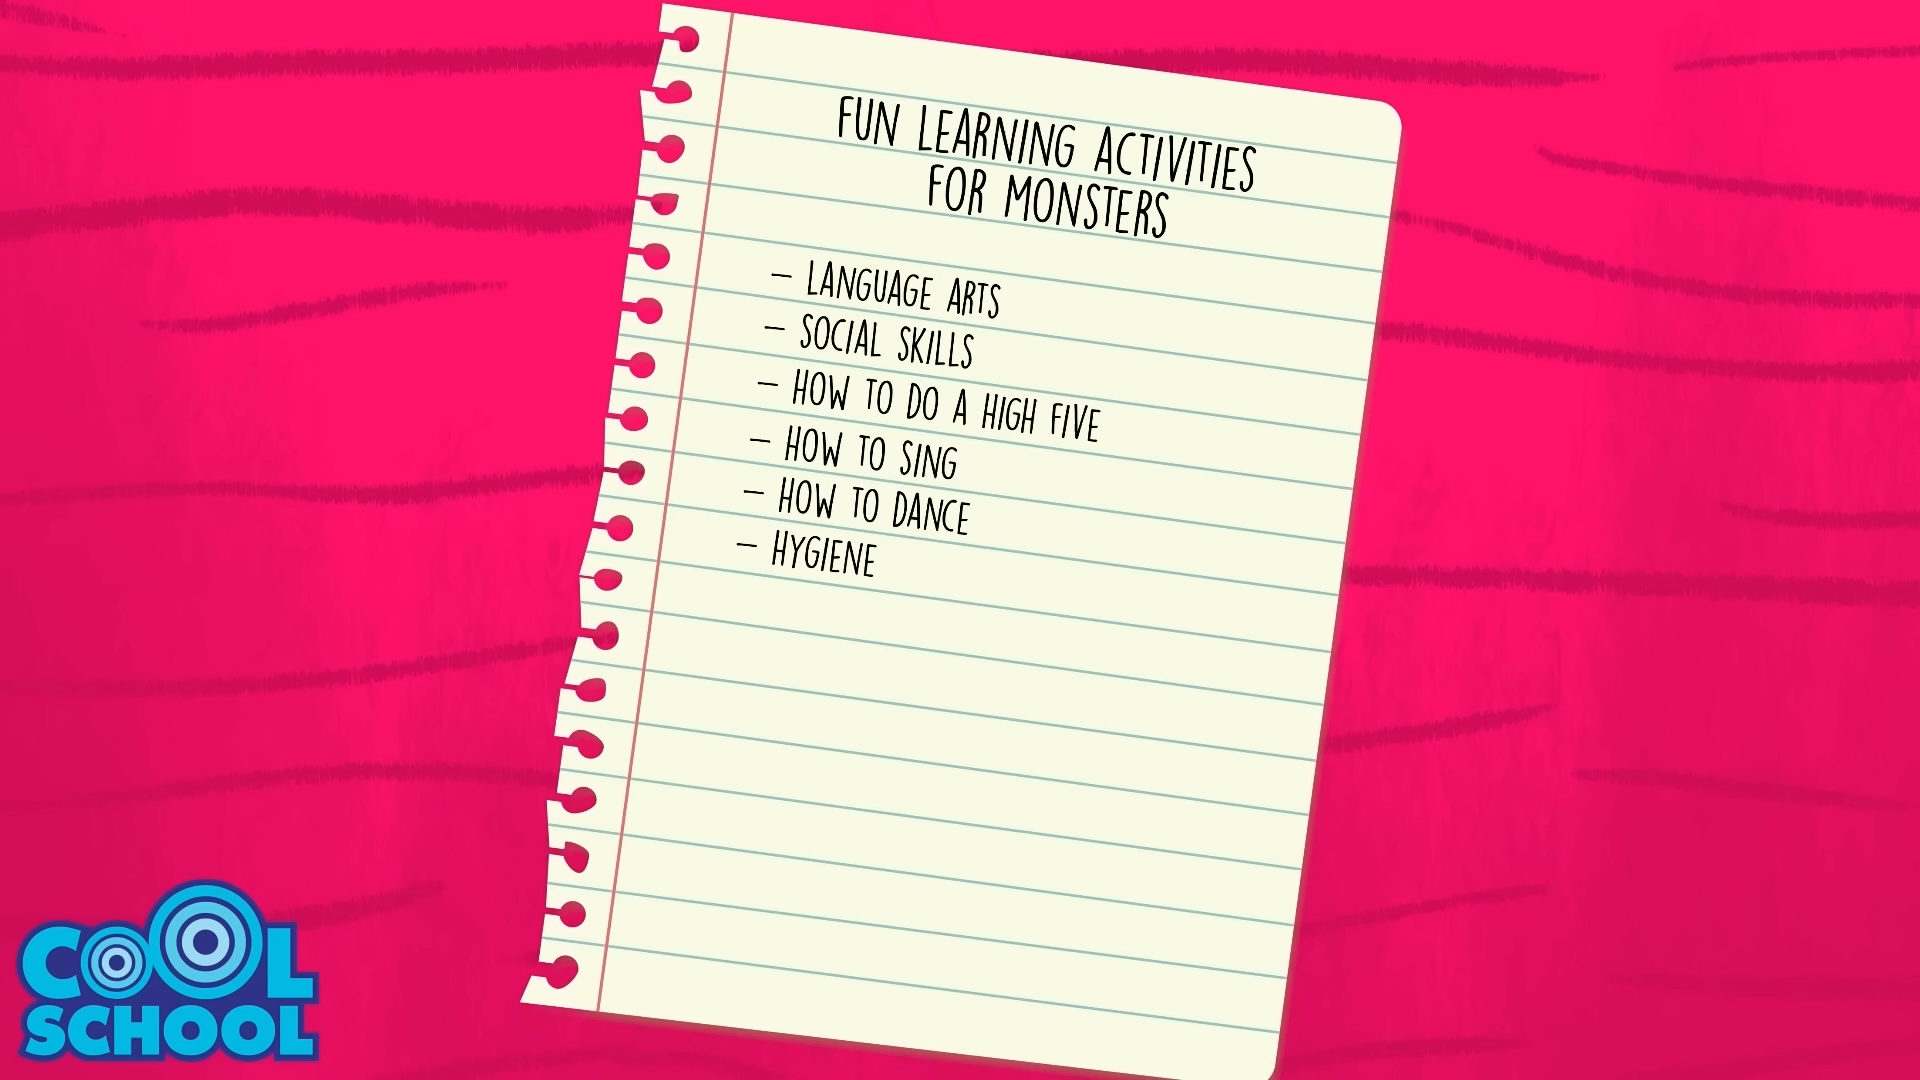 FUN LEARNING ACTIVITIES
FOR MONSTERS
– LANGUAGE ARTS
– SOCIAL SKILLS
– HOW TO DO A HIGH FIVE
– HOW TO SING
– HOW TO DANCE
– HYGIENE
COOL
SCHOOL